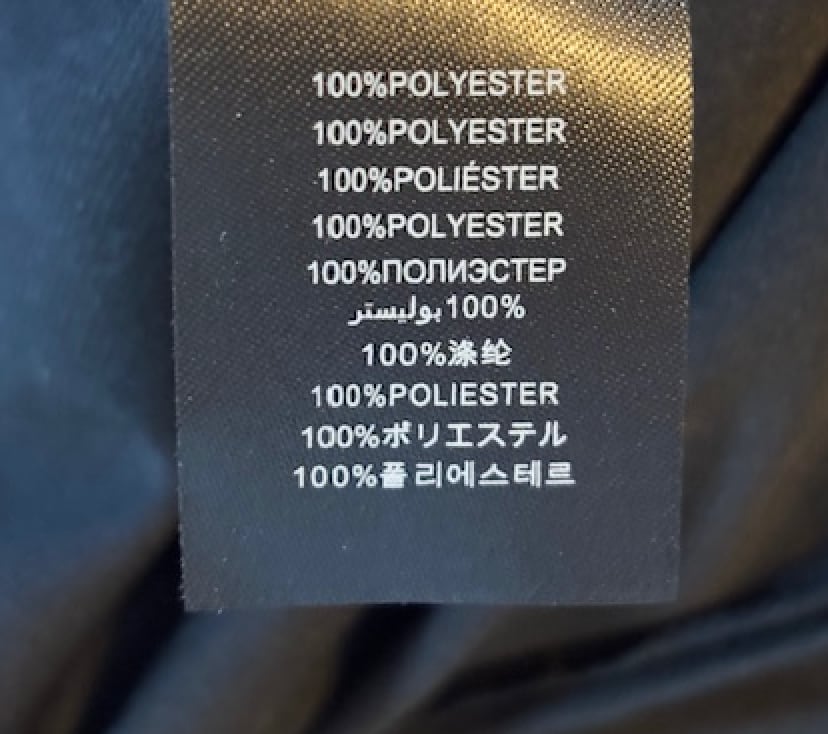 100%POLYESTER
100%POLYESTER
100%POLIÉSTER
100%POLYESTER
100%ПОЛИЭСТЕР
100%بوليستر
100%涤纶
100%POLIESTER
100%ポリエステル
100%폴리에스테르